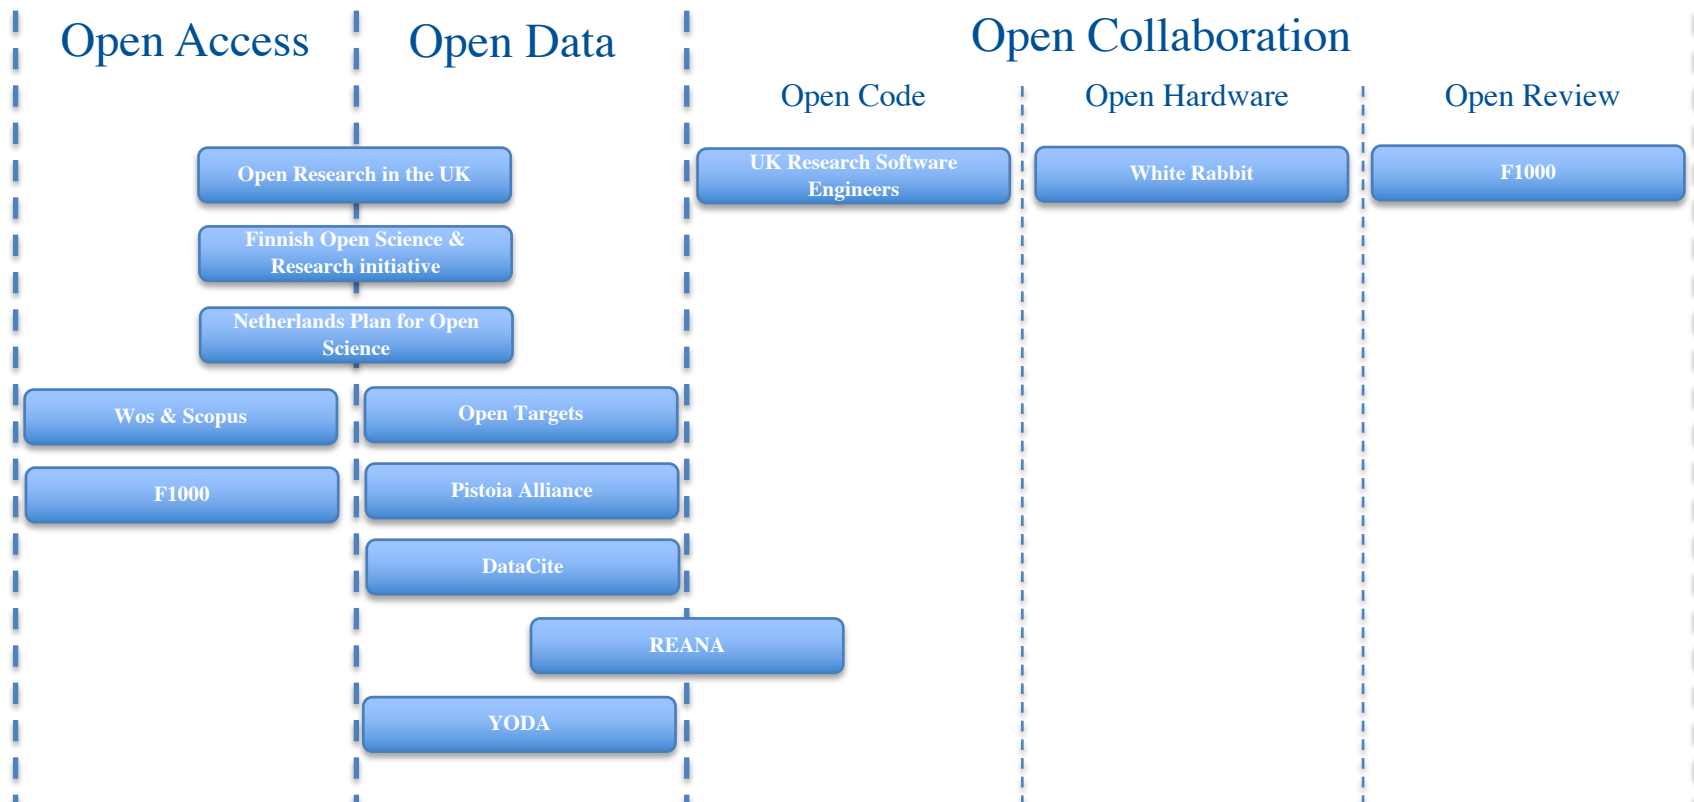 Open Access
Open Data
Open Collaboration
Open Code
Open Hardware
Open Review
Open Research in the UK
UK Research Software
Engineers
White Rabbit
F1000
Finnish Open Science &
Research initiative
Netherlands Plan for Open
Science
Wos & Scopus
Open Targets
F1000
Pistoia Alliance
DataCite
REANA
YODA